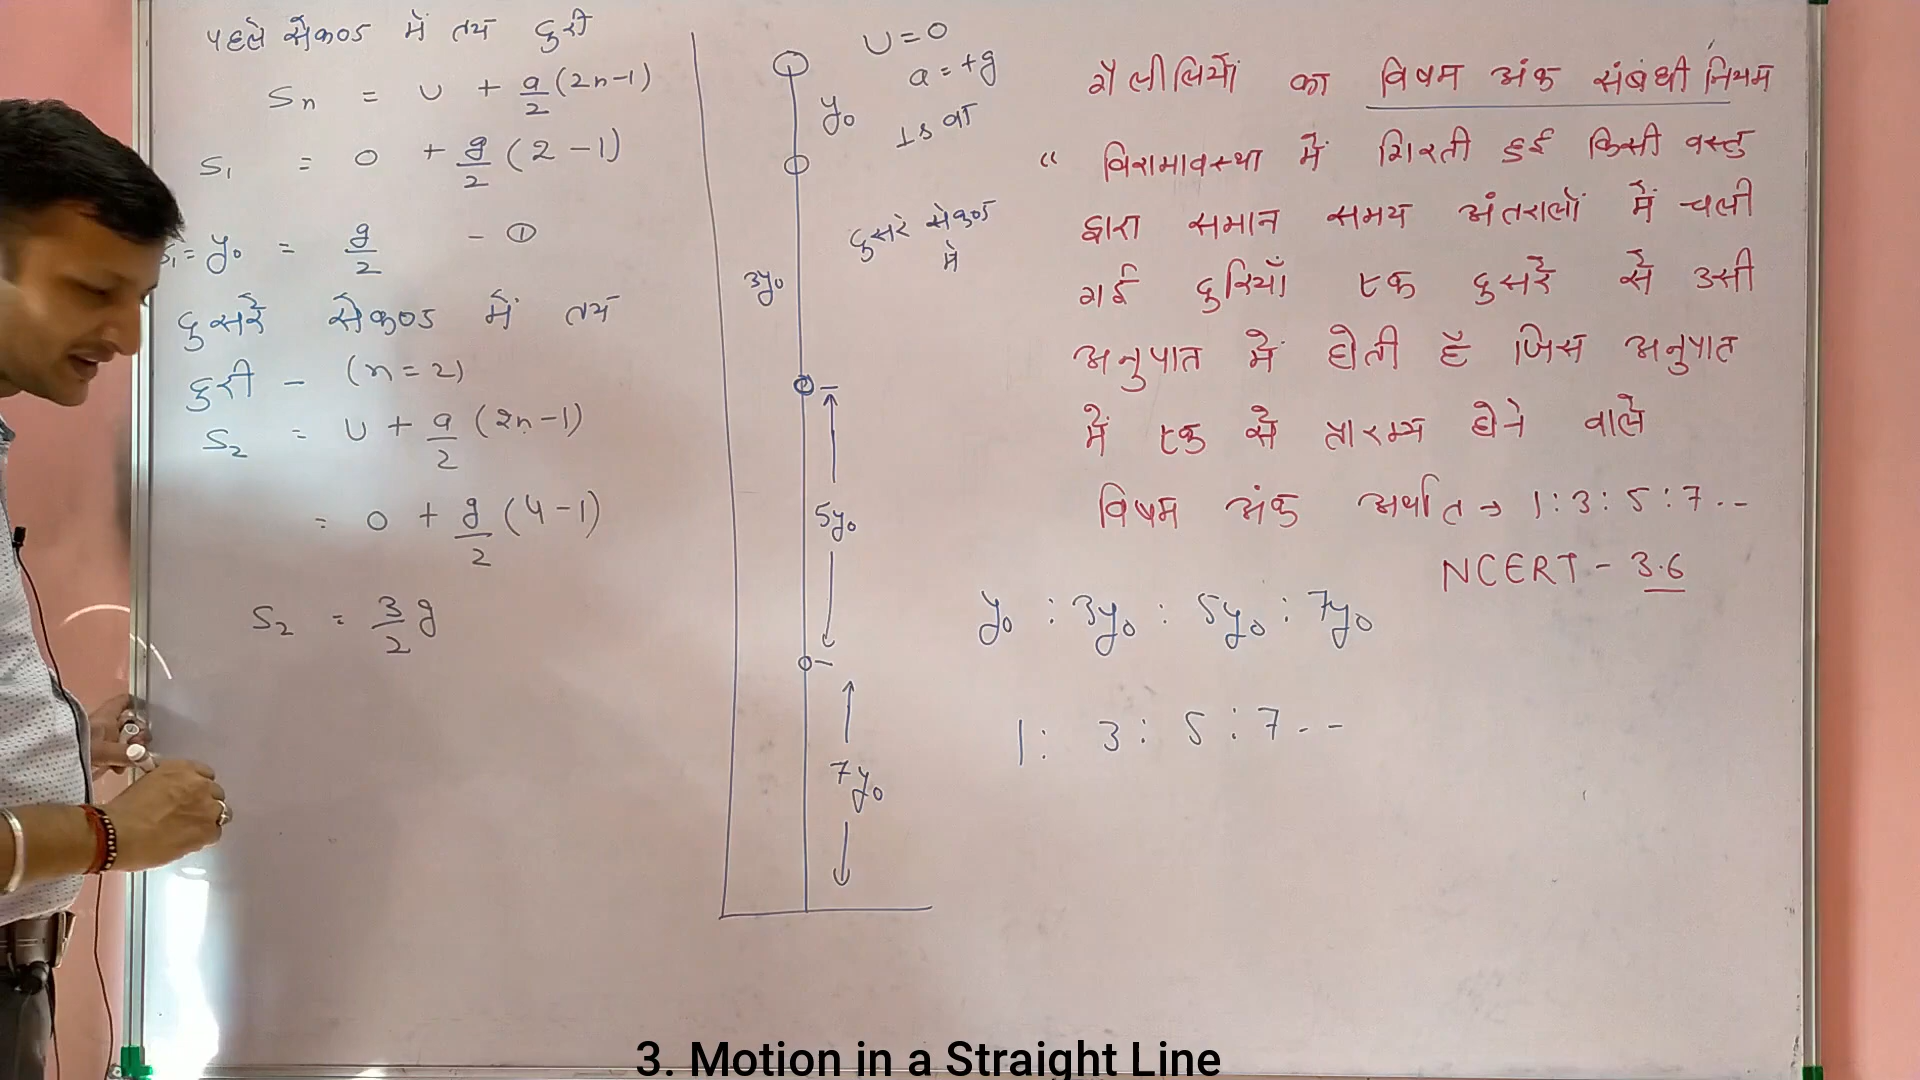 पहले सेकण्ड में तय दुरी
Sn = u + a/2 (2n-1)
S₁ = 0 + g/2 (2-1)
S₁ = y₀ = g/2 - ①
दुसरे सेकण्ड में तय
दुरी - (n=2)
S₂ = u + a/2 (2n-1)
= 0 + g/2 (4-1)
S₂ = 3/2 g
u=0
a=+g
y₀
1s बाद
दुसरे सेकण्ड
में
3y₀
5y₀
7y₀
गैलीलियों का विषम अंक संबंधी नियम
“ विरामावस्था में गिरती हुई किसी वस्तु
द्वारा समान समय अंतरालों में चली
गई दुरियाँ एक दुसरे से उसी
अनुपात में होती है जिस अनुपात
में एक से प्रारम्भ होने वाले
विषम अंक अर्थात → 1:3:5:7--
NCERT - 3.6
y₀ : 3y₀ : 5y₀ : 7y₀
1: 3: 5: 7--
3. Motion in a Straight Line